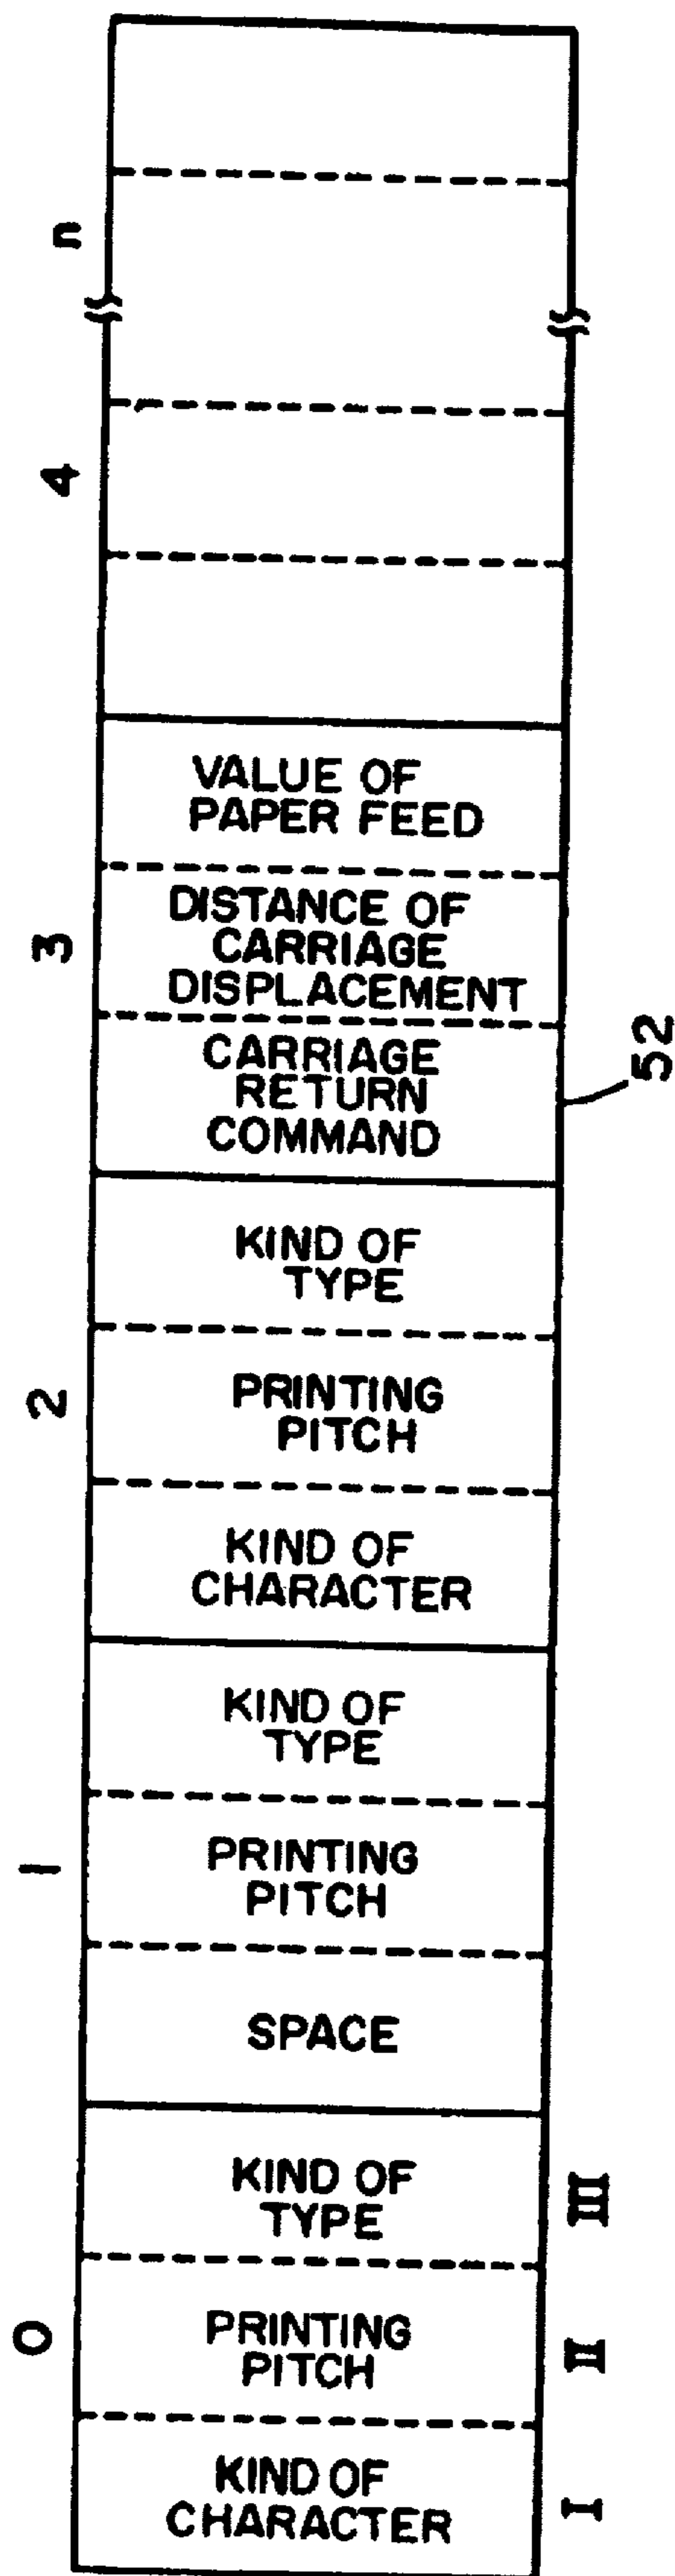 n
4
VALUE OF
PAPER FEED
3
DISTANCE OF
CARRIAGE
DISPLACEMENT
CARRIAGE
RETURN
COMMAND
52
KIND OF
TYPE
2
PRINTING
PITCH
KIND OF
CHARACTER
KIND OF
TYPE
1
PRINTING
PITCH
SPACE
KIND OF
TYPE
III
0
PRINTING
PITCH
II
KIND OF
CHARACTER
I